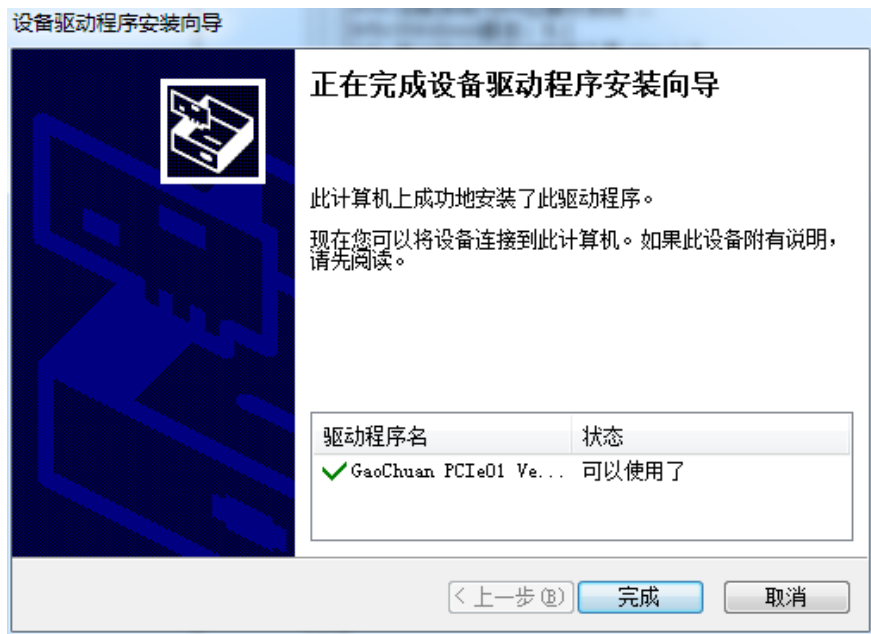 设备驱动程序安装向导
正在完成设备驱动程序安装向导
此计算机上成功地安装了此驱动程序。
现在您可以将设备连接到此计算机。如果此设备附有说明，
请先阅读。
驱动程序名 状态
GaoChuan PCIe01 Ve... 可以使用了
< 上一步(B) 完成 取消